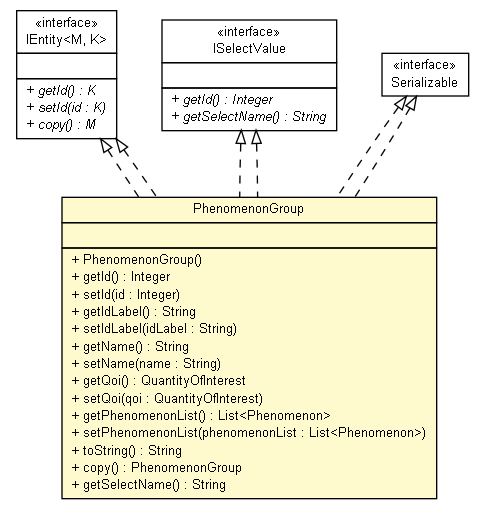 «interface»
IEntity<M, K>
+ getId() : K
+ setId(id : K)
+ copy() : M
«interface»
ISelectValue
+ getId() : Integer
+ getSelectName() : String
«interface»
Serializable
PhenomenonGroup
+ PhenomenonGroup()
+ getId() : Integer
+ setId(id : Integer)
+ getIdLabel() : String
+ setIdLabel(idLabel : String)
+ getName() : String
+ setName(name : String)
+ getQoi() : QuantityOfInterest
+ setQoi(qoi : QuantityOfInterest)
+ getPhenomenonList() : List<Phenomenon>
+ setPhenomenonList(phenomenonList : List<Phenomenon>)
+ toString() : String
+ copy() : PhenomenonGroup
+ getSelectName() : String